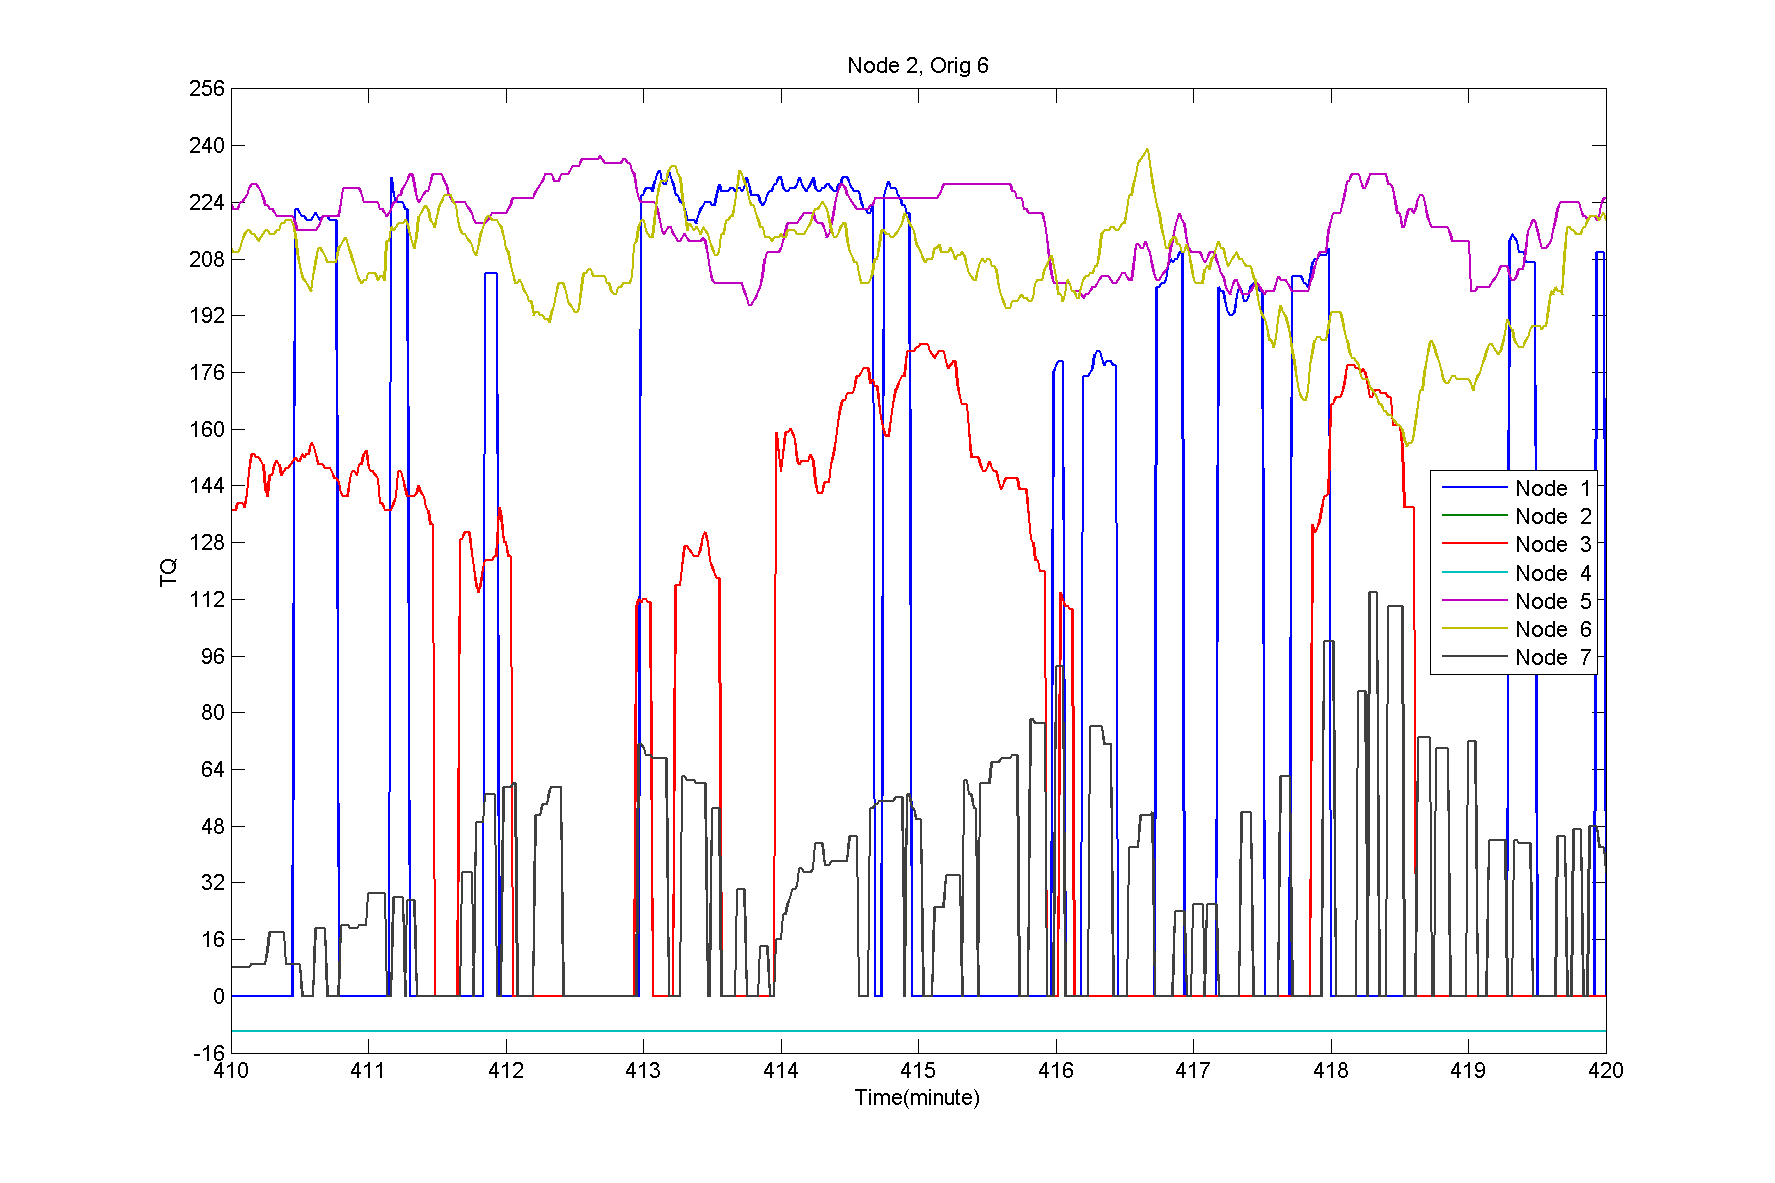 Node 2, Orig 6
256
240
224
208
192
176
160
144
128
112
96
80
64
48
32
16
0
-16
TQ
410 411 412 413 414 415 416 417 418 419 420
Time(minute)
Node 1
Node 2
Node 3
Node 4
Node 5
Node 6
Node 7